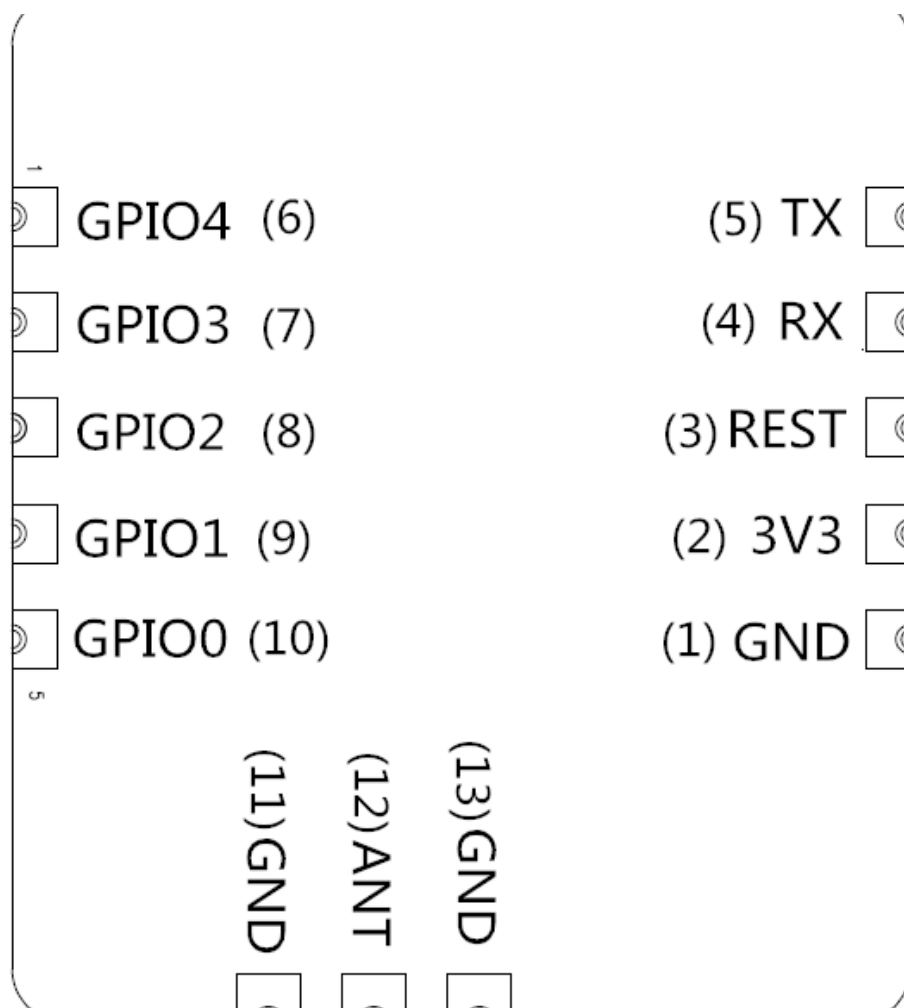 1
GPIO4 (6)
(5) TX
GPIO3 (7)
(4) RX
GPIO2 (8)
(3) REST
GPIO1 (9)
(2) 3V3
GPIO0 (10)
(1) GND
5
(11)GND
(12)ANT
(13)GND